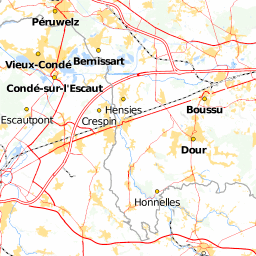 Péruwelz
Bernissart
Vieux-Condé
Condé-sur-l'Escaut
Hensies
Boussu
Escautpont
Crespin
Dour
Honnelles